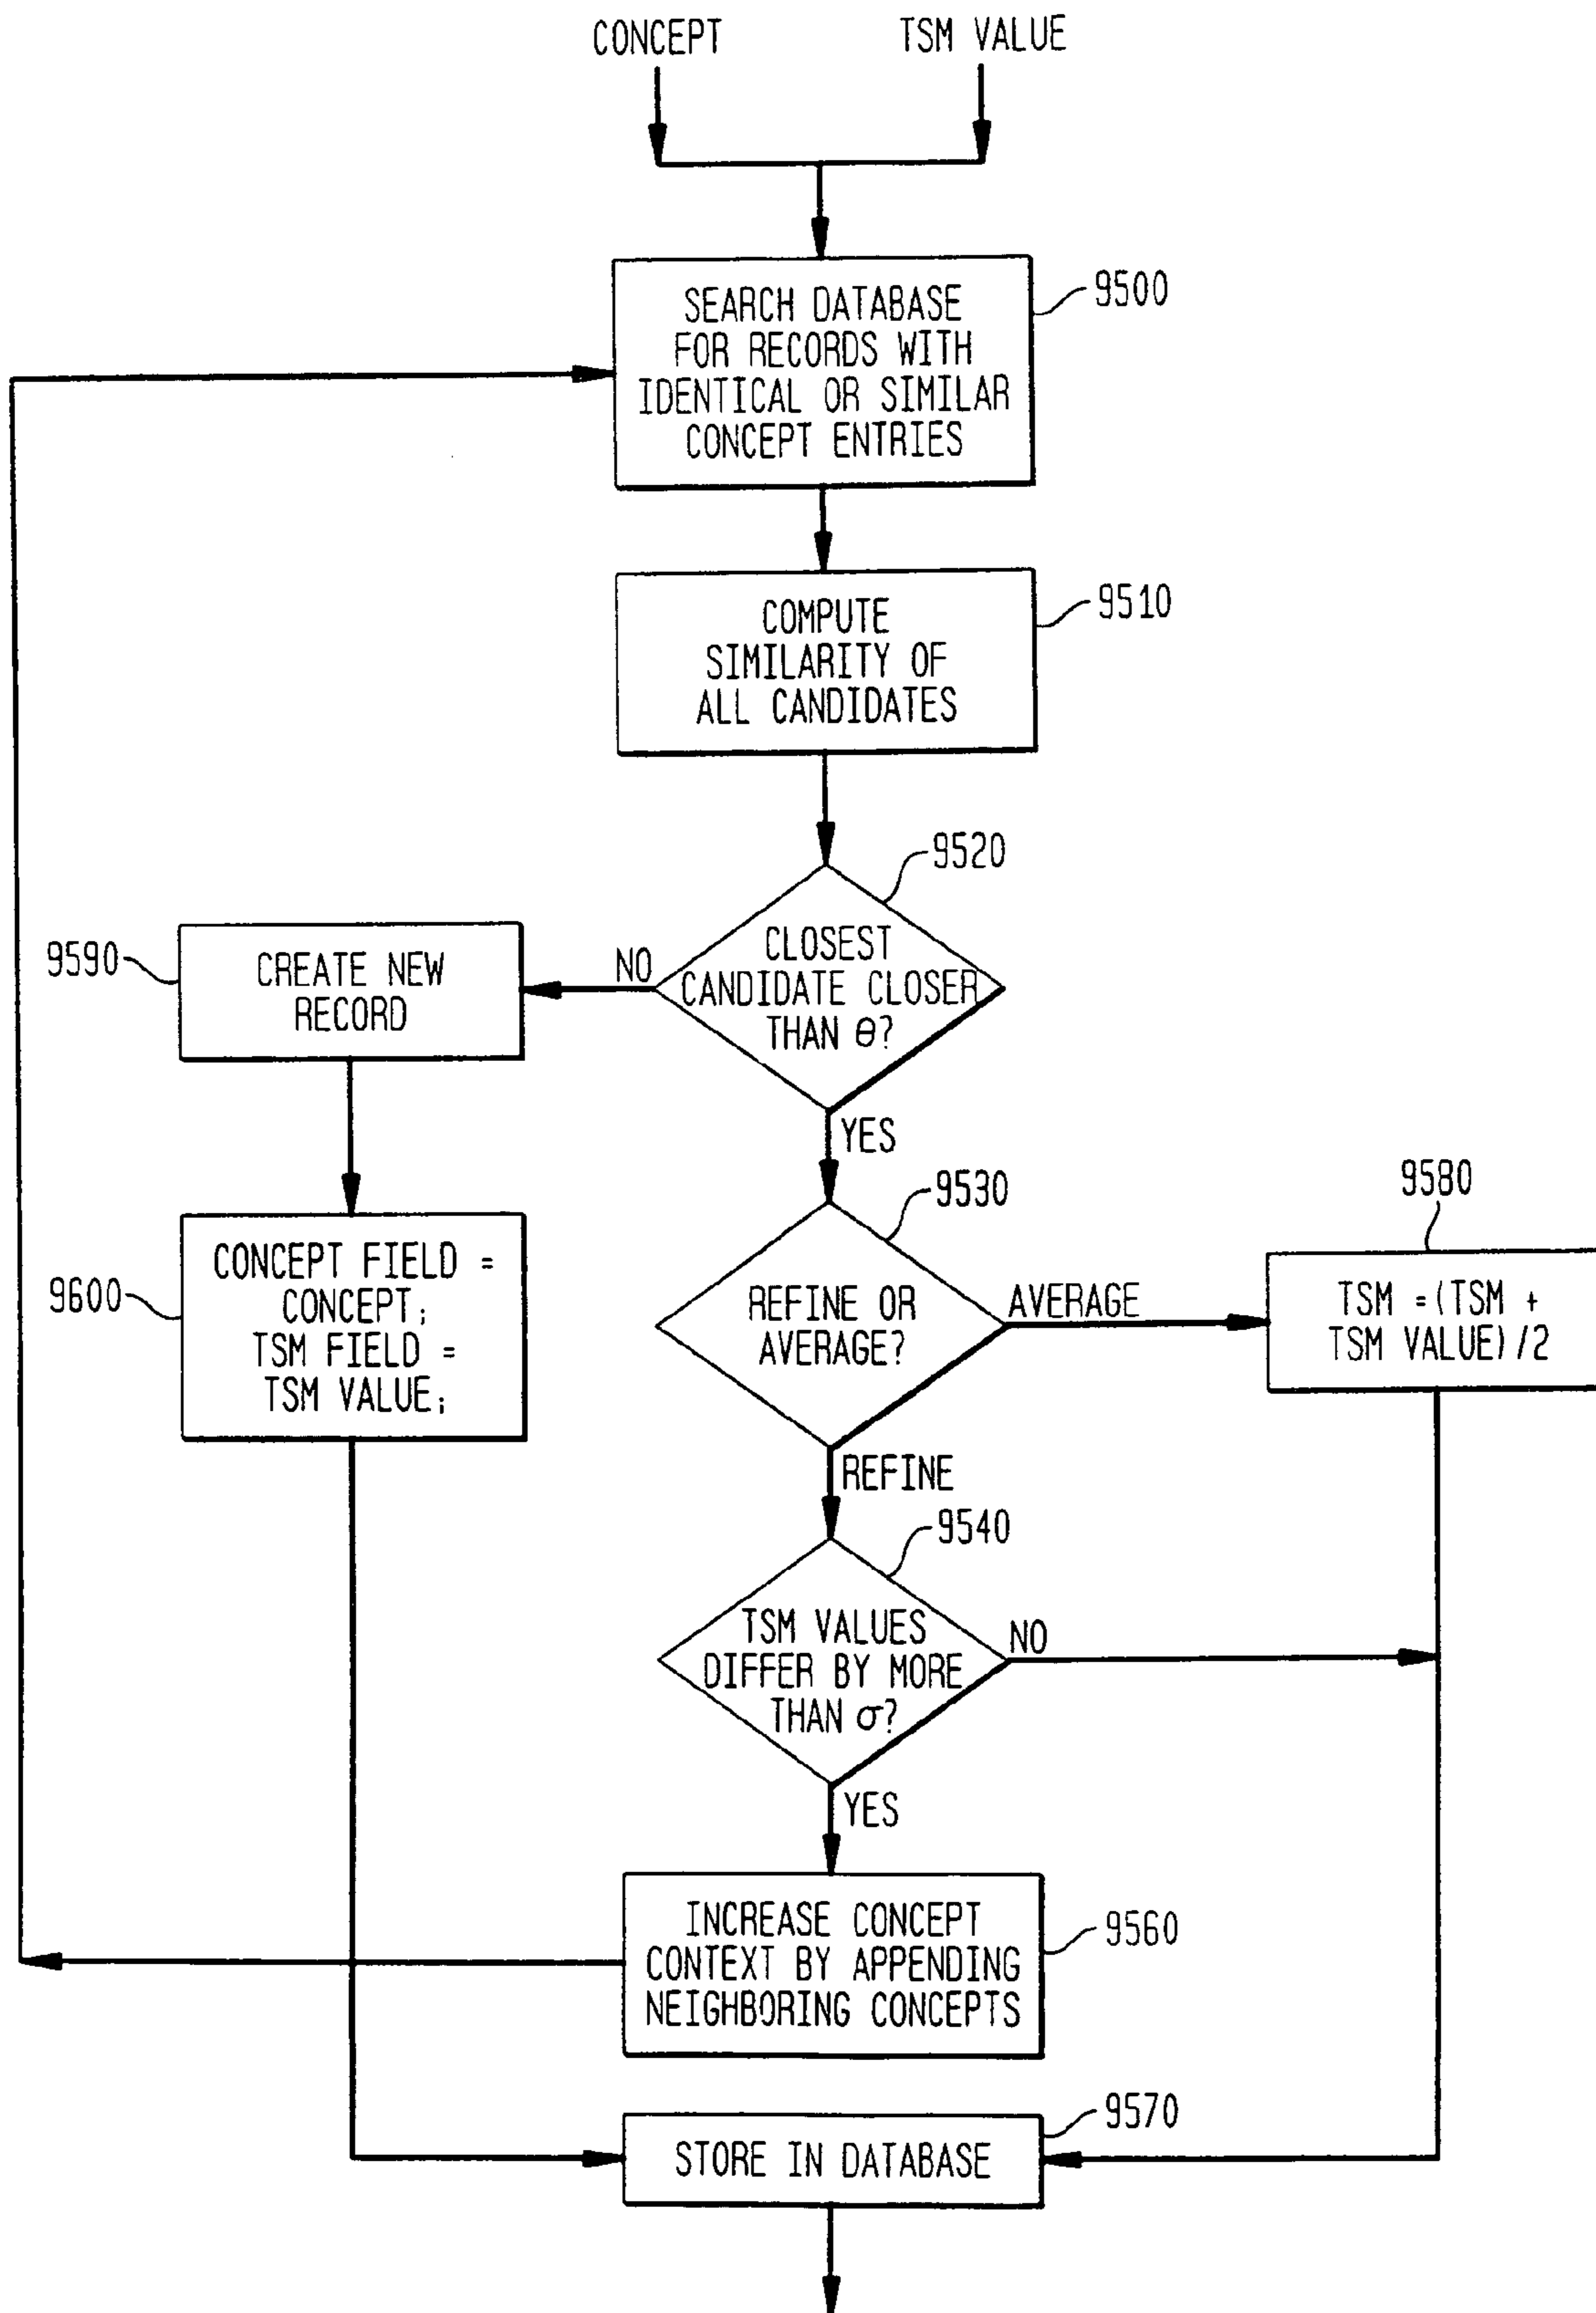 CONCEPT
TSM VALUE
SEARCH DATABASE
FOR RECORDS WITH
IDENTICAL OR SIMILAR
CONCEPT ENTRIES
9500
COMPUTE
SIMILARITY OF
ALL CANDIDATES
9510
CLOSEST
CANDIDATE CLOSER
THAN θ?
9520
NO
YES
9590
CREATE NEW
RECORD
9600
CONCEPT FIELD =
CONCEPT;
TSM FIELD =
TSM VALUE;
REFINE OR
AVERAGE?
9530
AVERAGE
REFINE
9580
TSM =(TSM +
TSM VALUE)/2
TSM VALUES
DIFFER BY MORE
THAN σ?
9540
NO
YES
INCREASE CONCEPT
CONTEXT BY APPENDING
NEIGHBORING CONCEPTS
9560
STORE IN DATABASE
9570